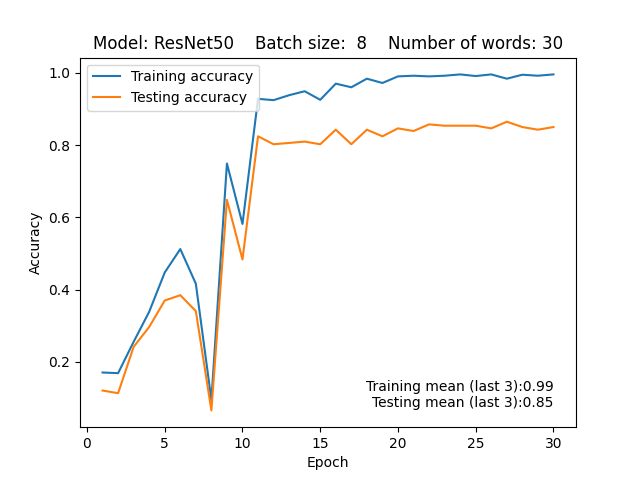 Model: ResNet50    Batch size:  8    Number of words: 30
Training accuracy
Testing accuracy
1.0
0.8
0.6
0.4
0.2
Accuracy
Training mean (last 3):0.99
Testing mean (last 3):0.85
0 5 10 15 20 25 30
Epoch